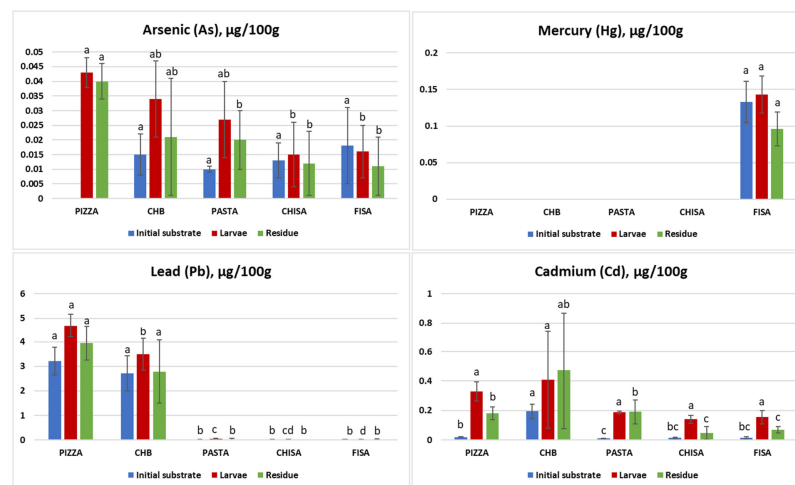 Arsenic (As), µg/100g
0.05
0.045
0.04
0.035
0.03
0.025
0.02
0.015
0.01
0.005
0
a a
a ab ab
a ab b
a b b
a b b
PIZZA CHB PASTA CHISA FISA
Initial substrate Larvae Residue
Mercury (Hg), µg/100g
0.2
0.15
0.1
0.05
0
a a a
PIZZA CHB PASTA CHISA FISA
Initial substrate Larvae Residue
Lead (Pb), µg/100g
6
5
4
3
2
1
0
a a a
a b a
b c b
b cd b
b d b
PIZZA CHB PASTA CHISA FISA
Initial substrate Larvae Residue
Cadmium (Cd), µg/100g
1
0.8
0.6
0.4
0.2
0
b a b
a a ab
c a b
bc a c
bc a c
PIZZA CHB PASTA CHISA FISA
Initial substrate Larvae Residue